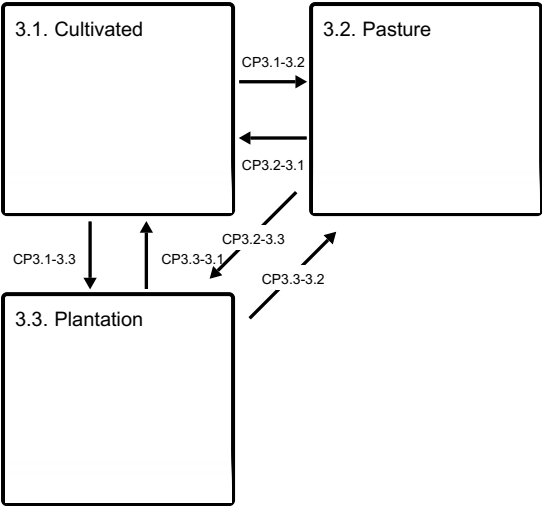 3.1. Cultivated
3.2. Pasture
CP3.1-3.2
CP3.2-3.1
CP3.2-3.3
CP3.1-3.3
CP3.3-3.1
CP3.3-3.2
3.3. Plantation